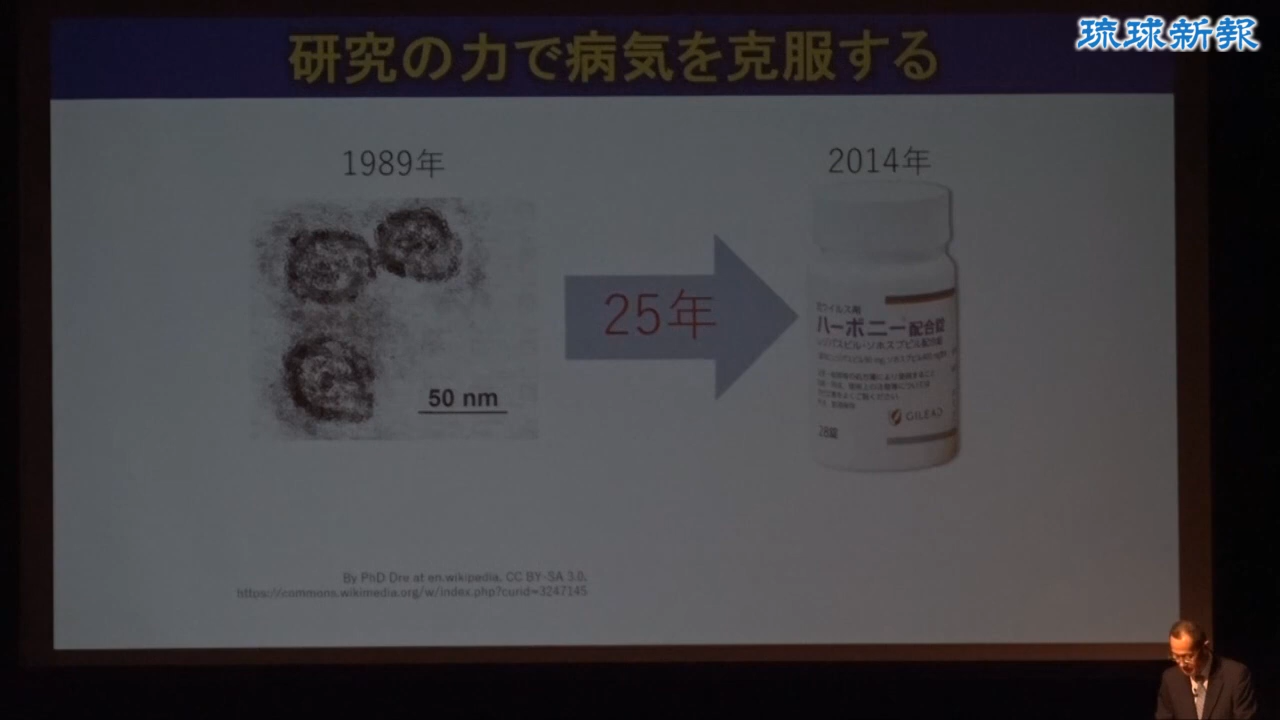 琉球新報
研究の力で病気を克服する
1989年
2014年
25年
50 nm
ハーボニー 配合錠
GILEAD
28錠
By PhD Dre at en.wikipedia, CC BY-SA 3.0,
https://commons.wikimedia.org/w/index.php?curid=3247145